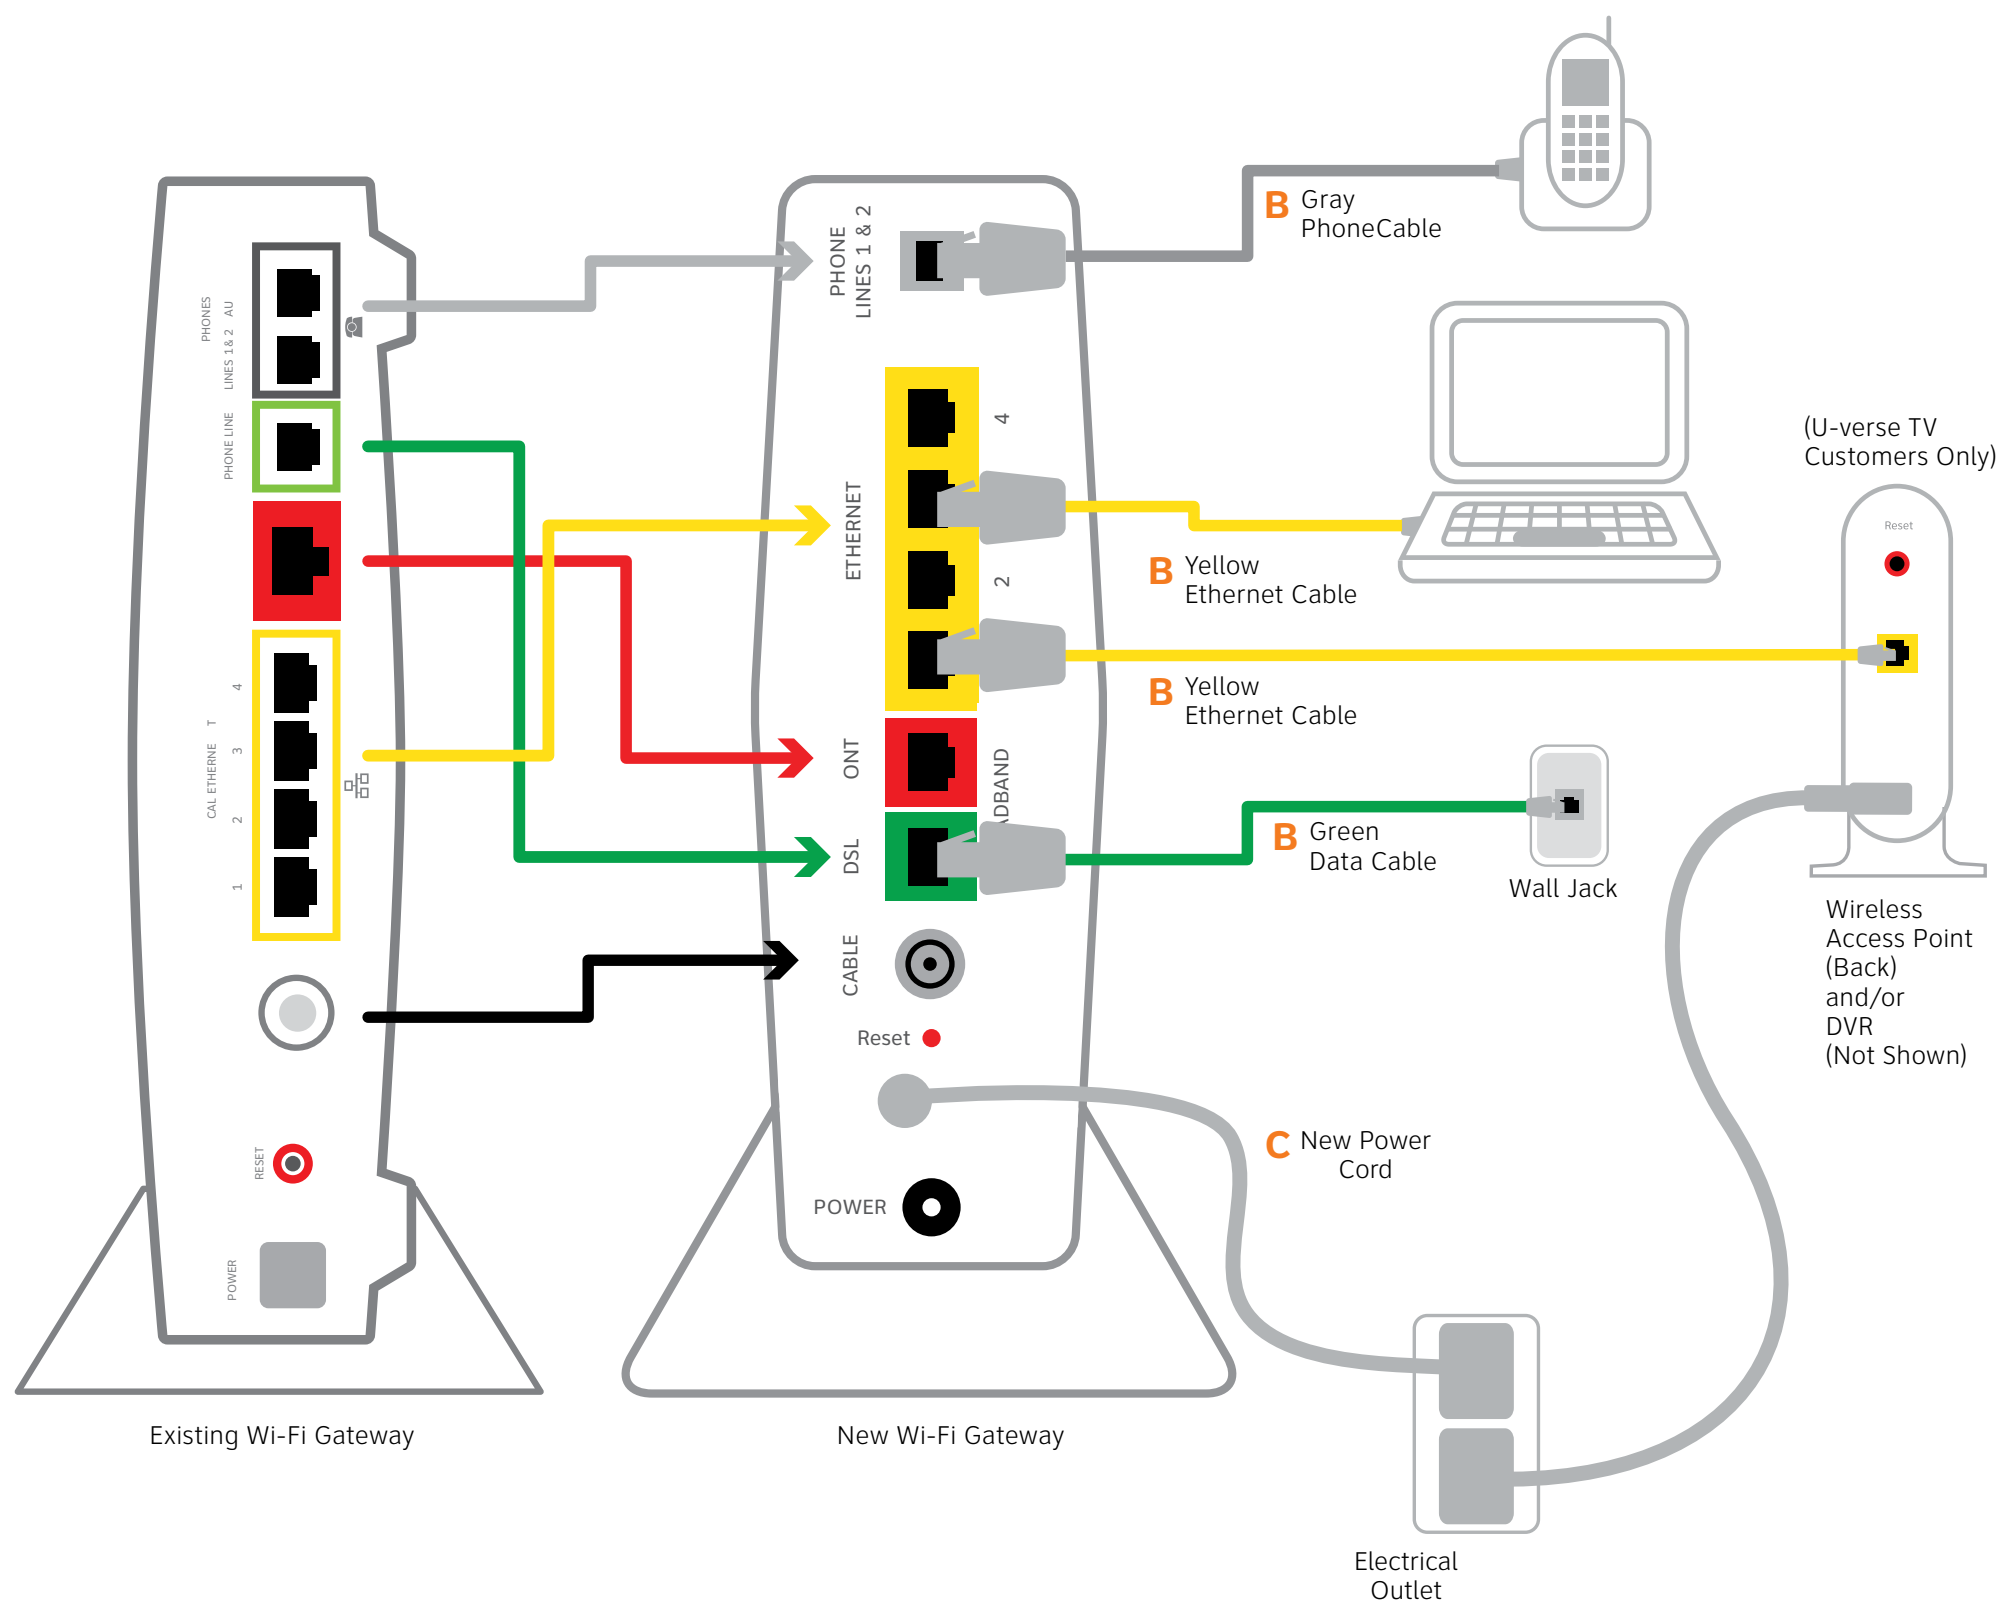 PHONES
LINES 1 & 2 AU
PHONE LINE
4
T
3
CAL ETHERNE
2
1
RESET
POWER
Existing Wi-Fi Gateway
PHONE
LINES 1 & 2
4
ETHERNET
2
ONT
ADBAND
DSL
CABLE
Reset
POWER
New Wi-Fi Gateway
B Gray
PhoneCable
B Yellow
Ethernet Cable
B Yellow
Ethernet Cable
B Green
Data Cable
Wall Jack
C New Power
Cord
Electrical
Outlet
(U-verse TV
Customers Only)
Reset
Wireless
Access Point
(Back)
and/or
DVR
(Not Shown)